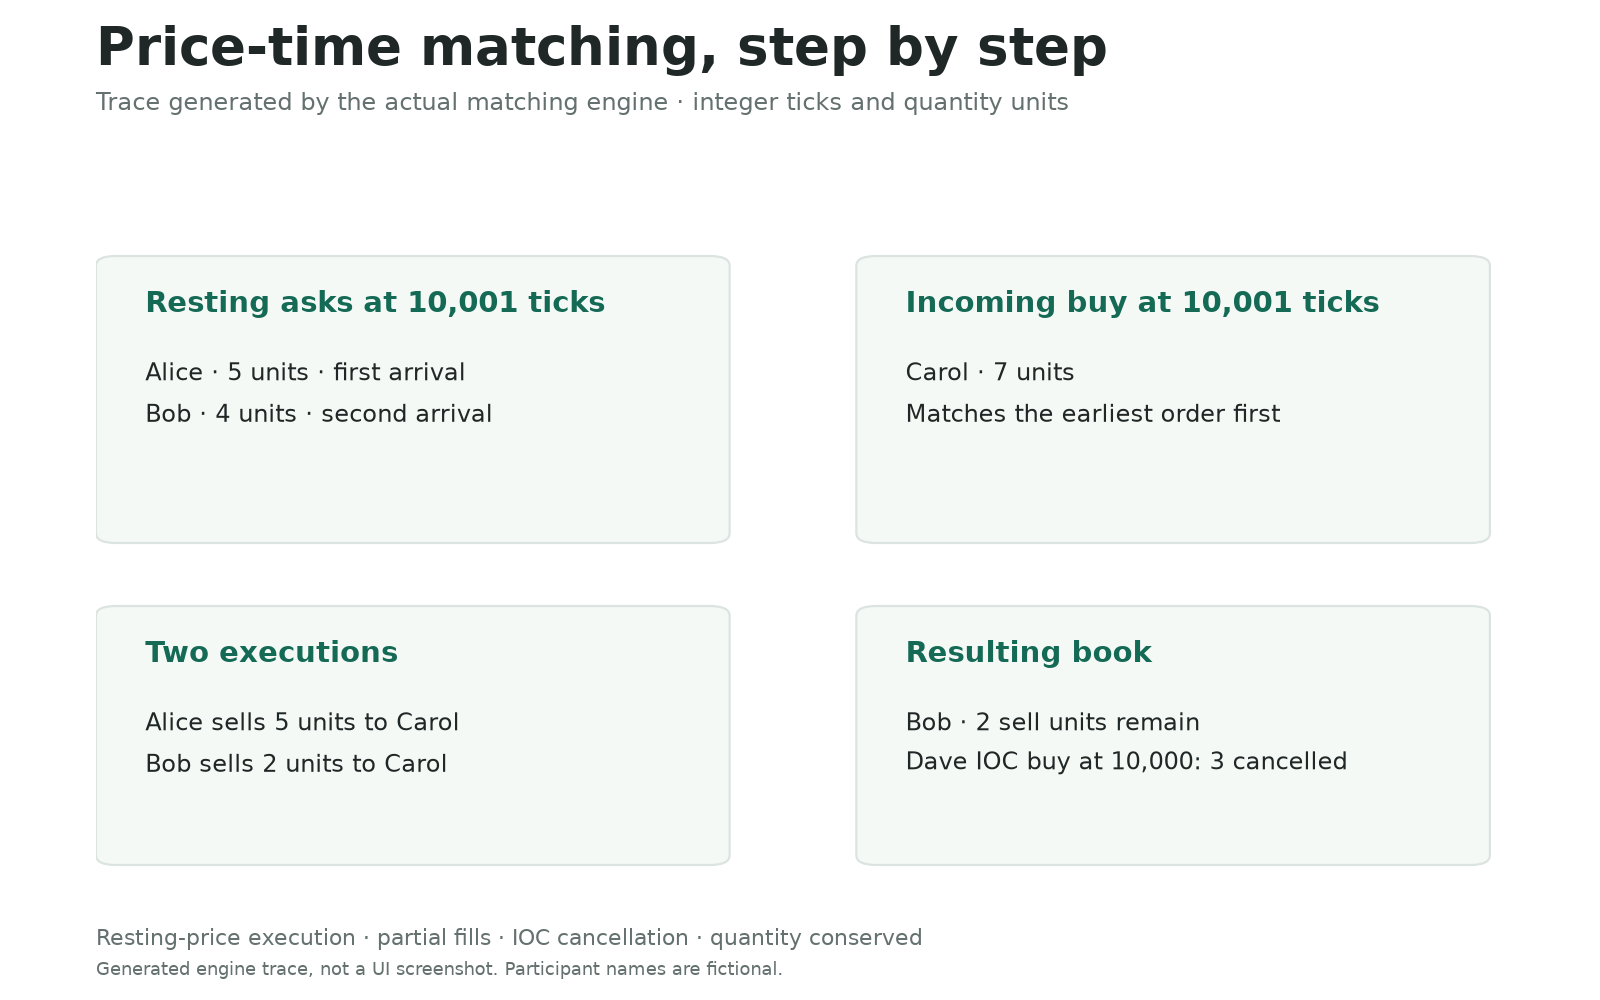 Price-time matching, step by step
Trace generated by the actual matching engine · integer ticks and quantity units
Resting asks at 10,001 ticks
Alice · 5 units · first arrival
Bob · 4 units · second arrival
Incoming buy at 10,001 ticks
Carol · 7 units
Matches the earliest order first
Two executions
Alice sells 5 units to Carol
Bob sells 2 units to Carol
Resulting book
Bob · 2 sell units remain
Dave IOC buy at 10,000: 3 cancelled
Resting-price execution · partial fills · IOC cancellation · quantity conserved
Generated engine trace, not a UI screenshot. Participant names are fictional.